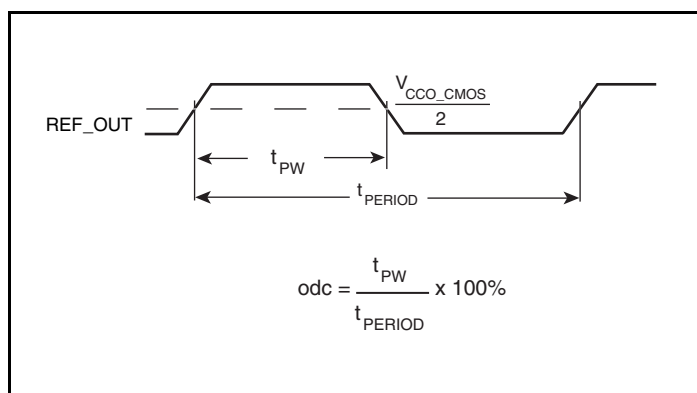 V_CCO_CMOS
2
REF_OUT
t_PW
t_PERIOD
odc = t_PW / t_PERIOD x 100%